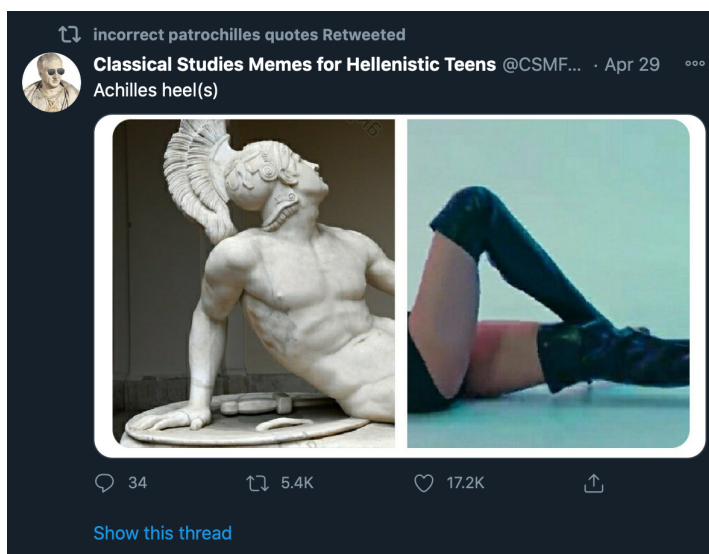 incorrect patrochilles quotes Retweeted
Classical Studies Memes for Hellenistic Teens @CSMF... · Apr 29
Achilles heel(s)
34 5.4K 17.2K
Show this thread